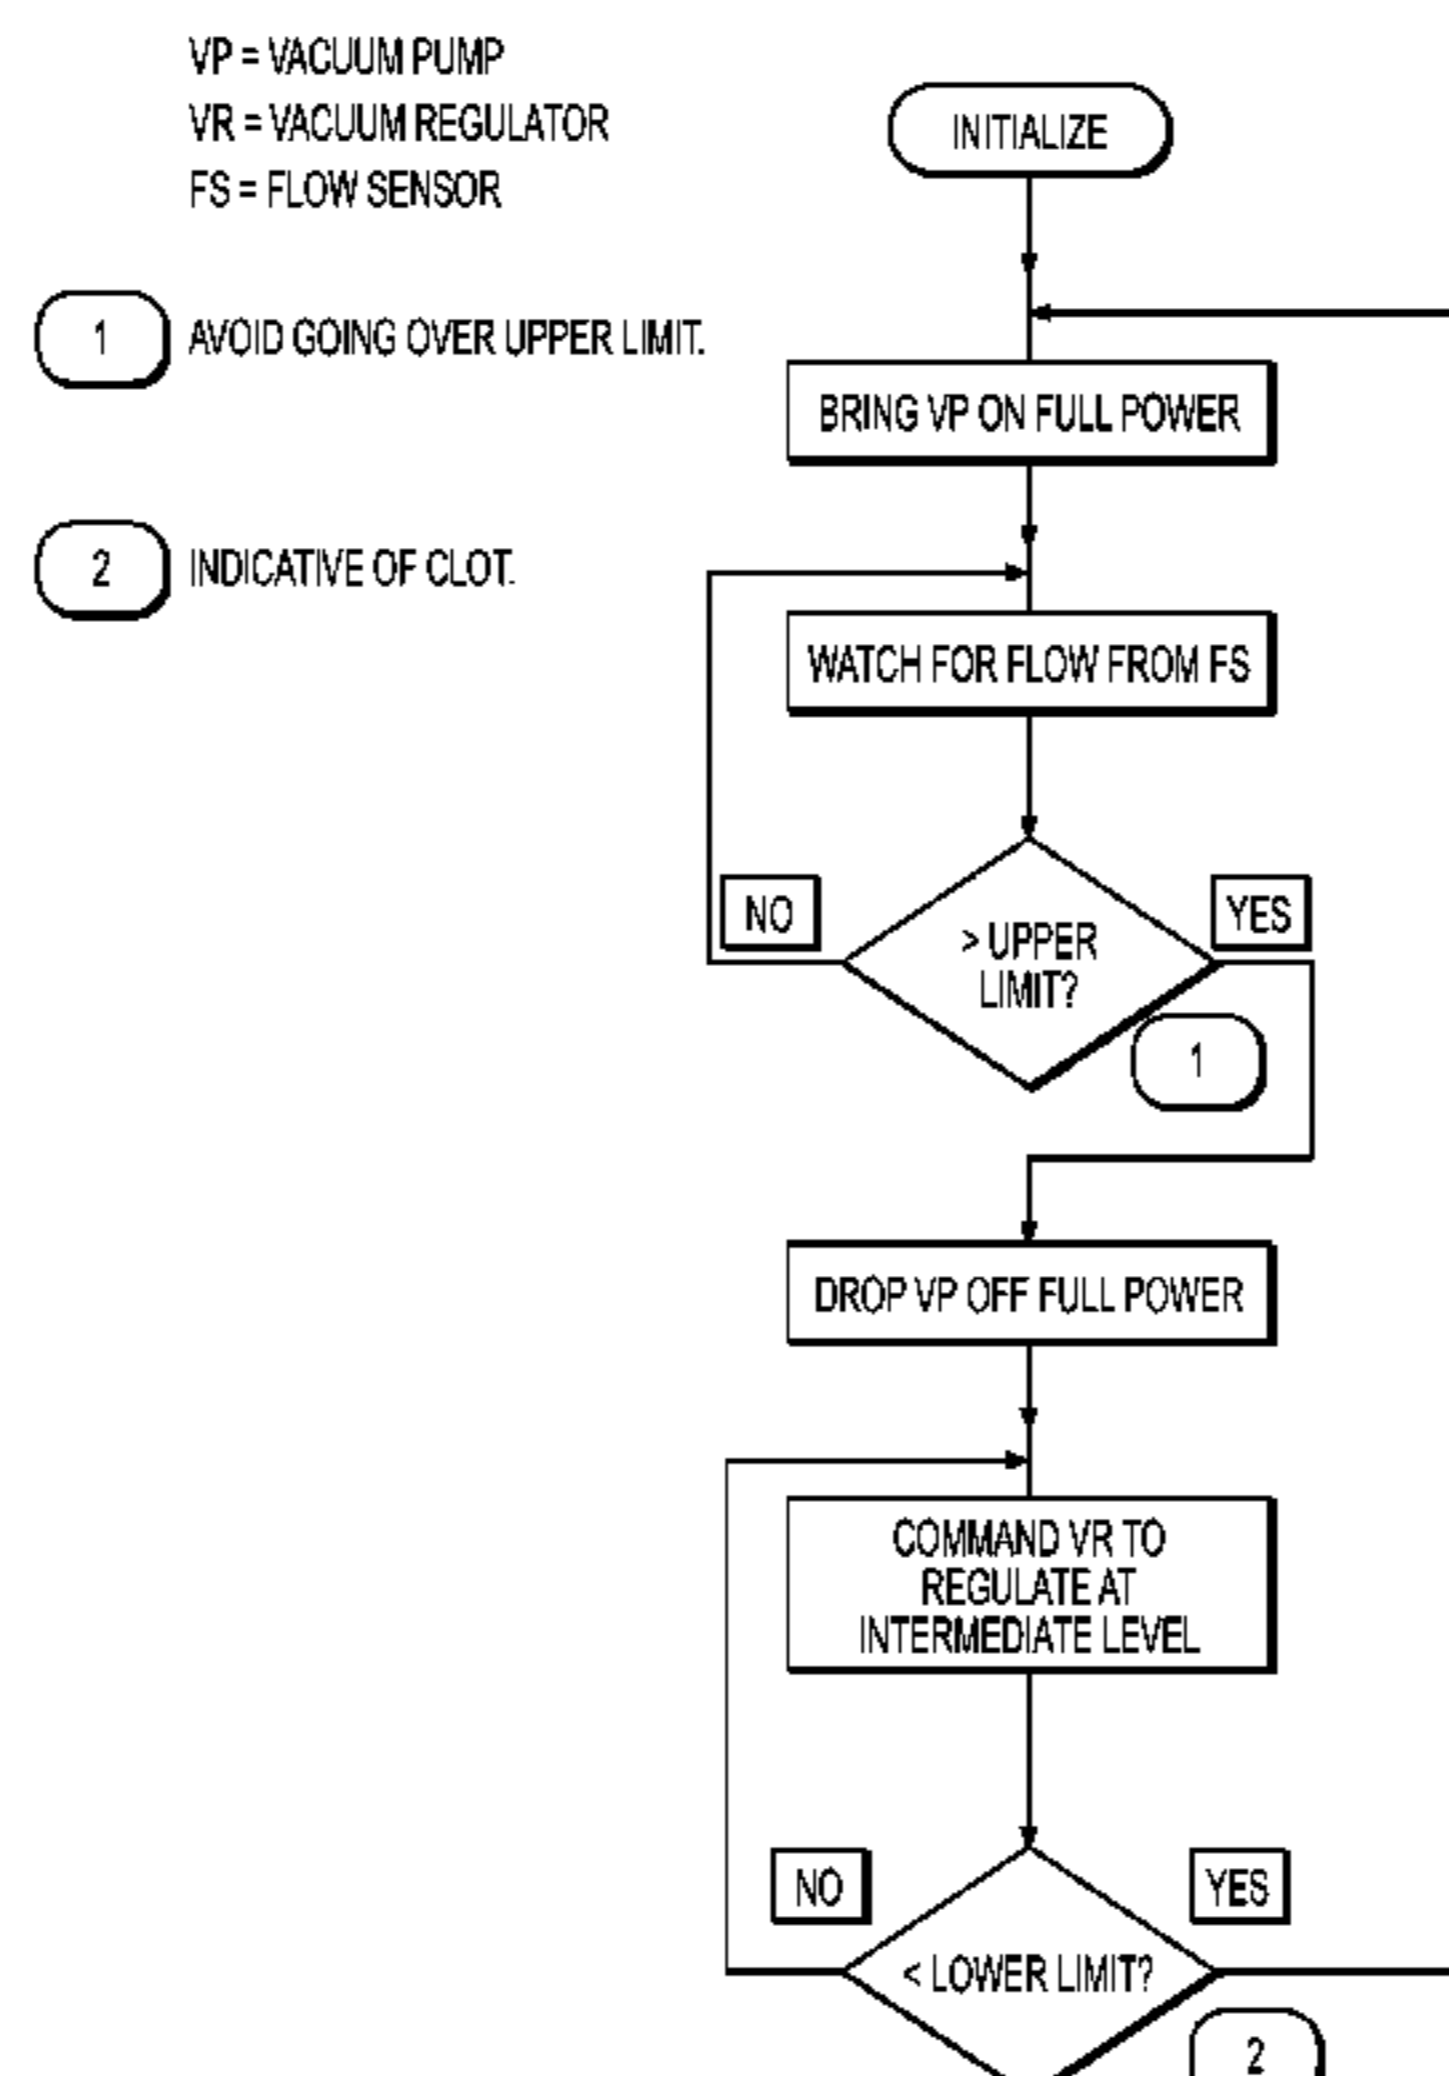 VP = VACUUM PUMP
VR = VACUUM REGULATOR
FS = FLOW SENSOR
INITIALIZE
1 AVOID GOING OVER UPPER LIMIT.
BRING VP ON FULL POWER
2 INDICATIVE OF CLOT.
WATCH FOR FLOW FROM FS
NO
YES
> UPPER
LIMIT?
1
DROP VP OFF FULL POWER
COMMAND VR TO
REGULATE AT
INTERMEDIATE LEVEL
NO
YES
< LOWER LIMIT?
2